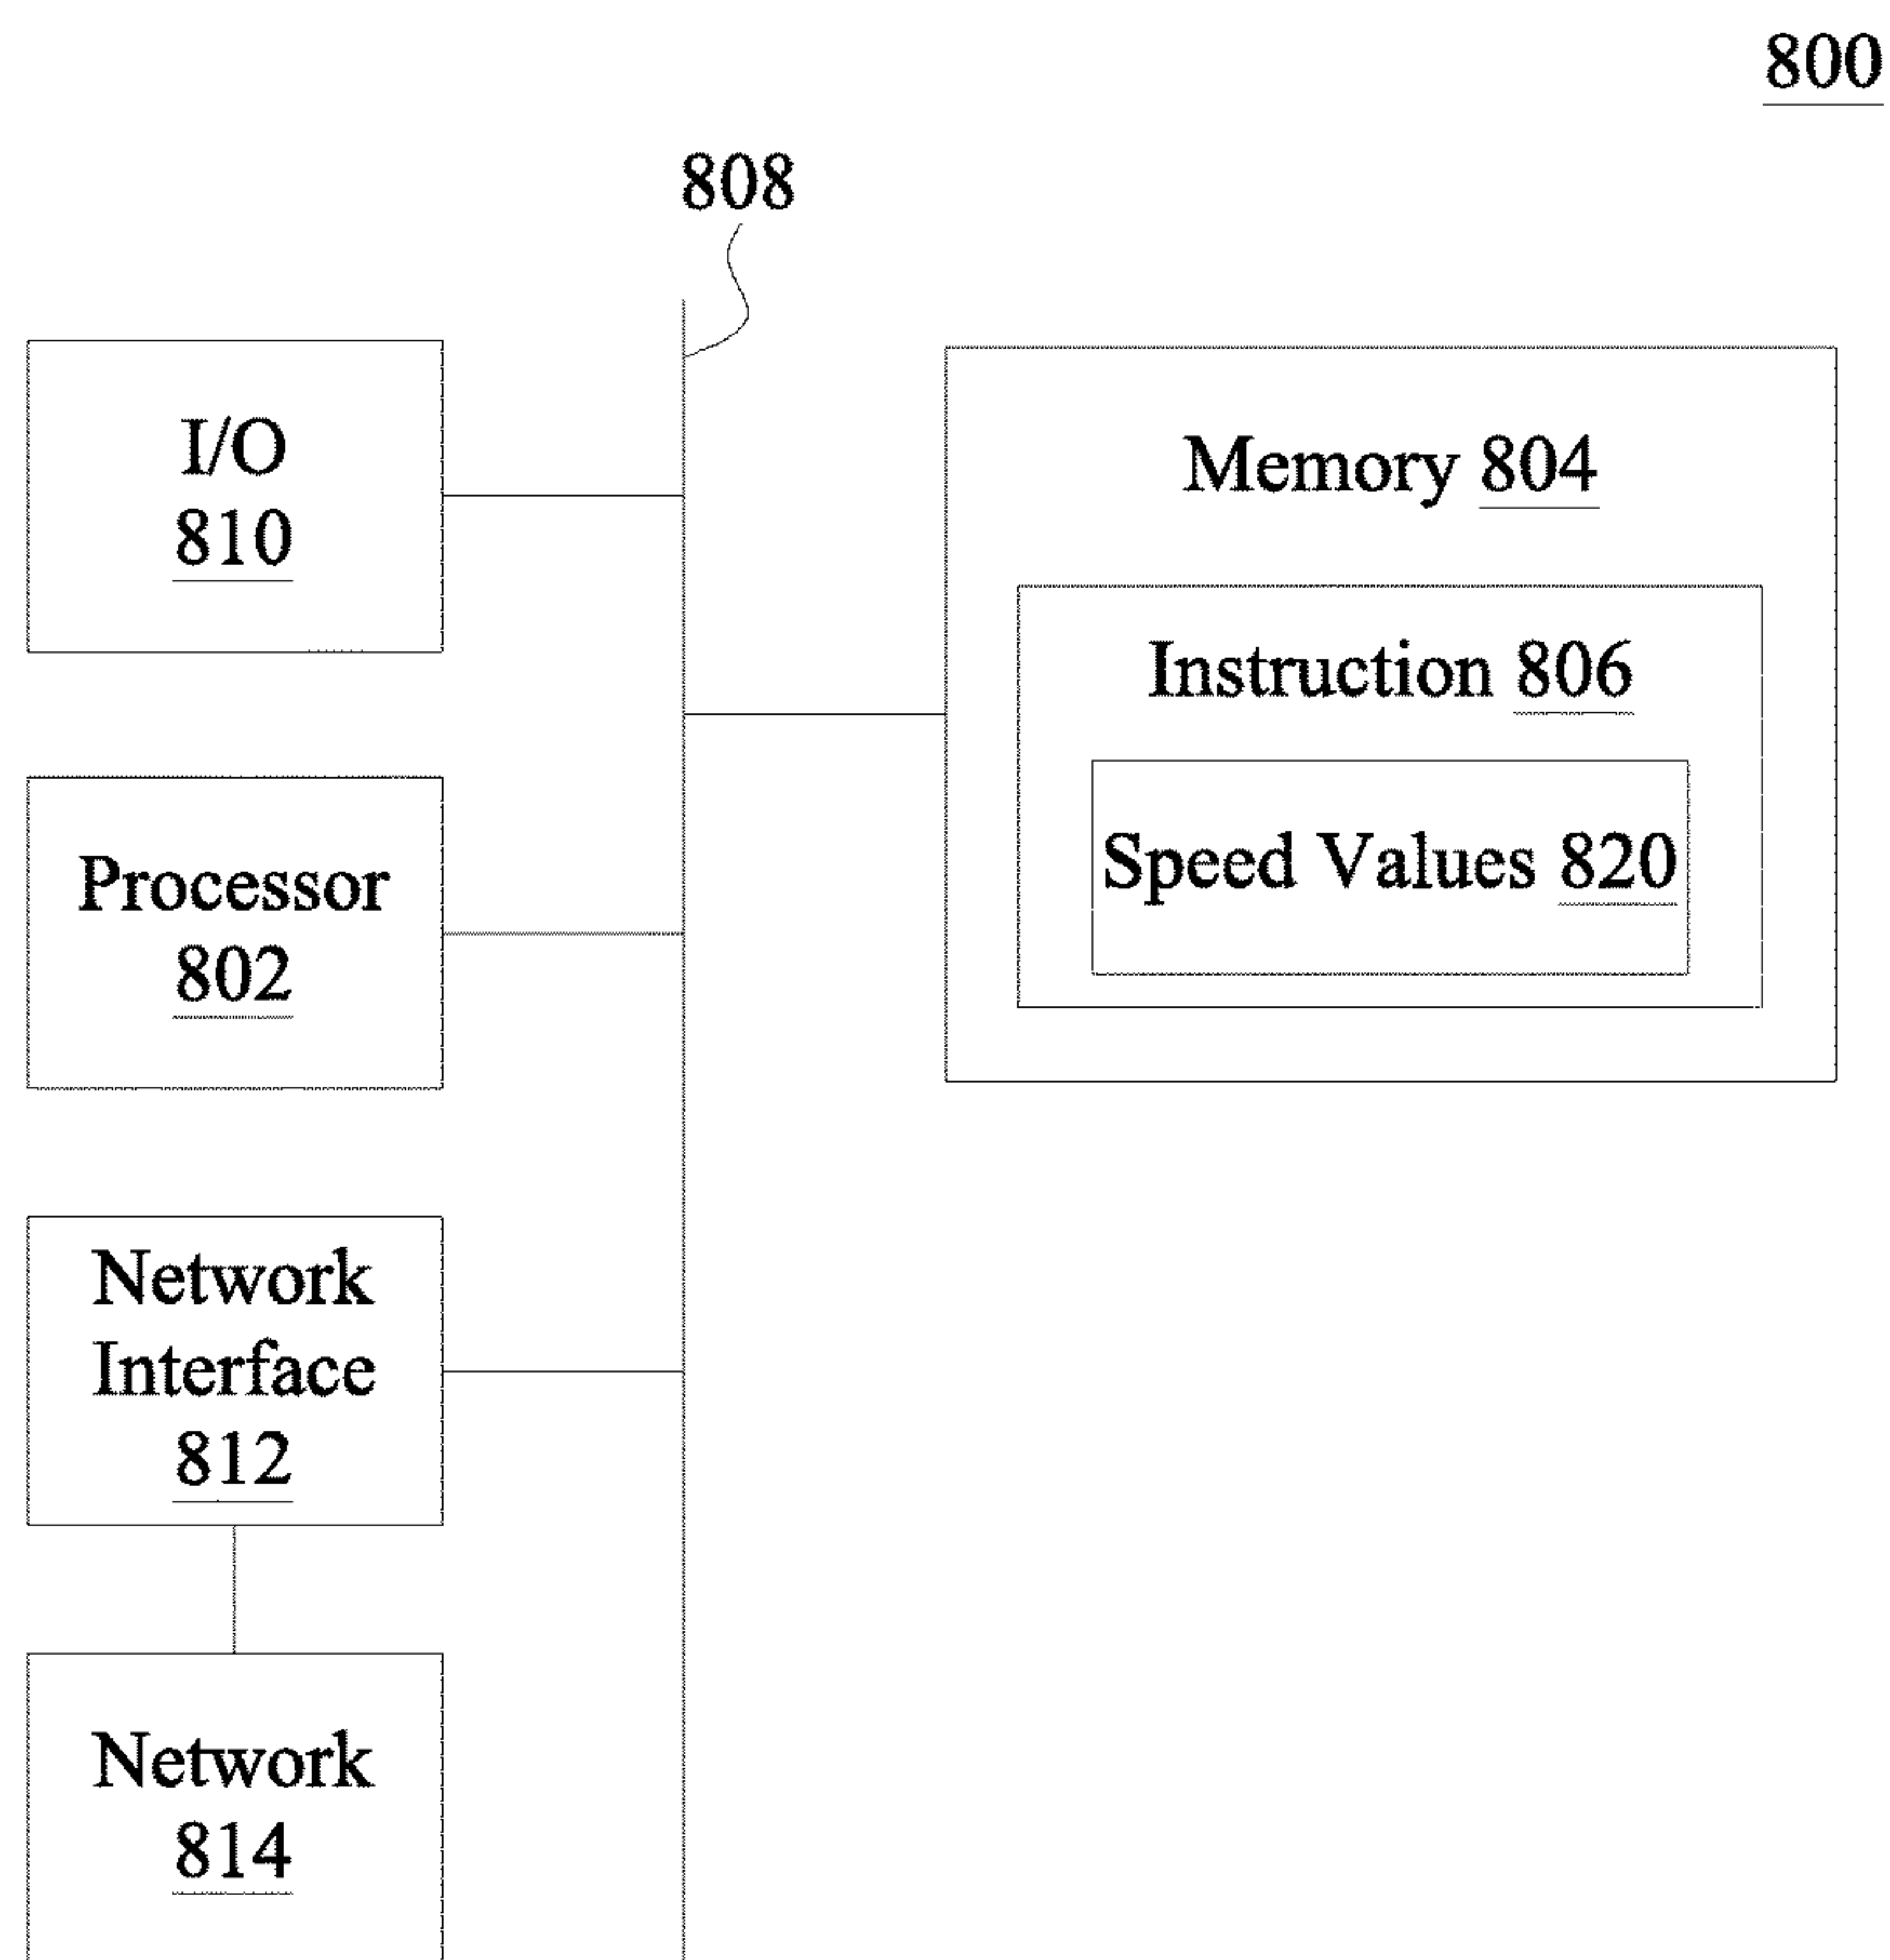 800
808
I/O
810
Memory 804
Instruction 806
Speed Values 820
Processor
802
Network
Interface
812
Network
814